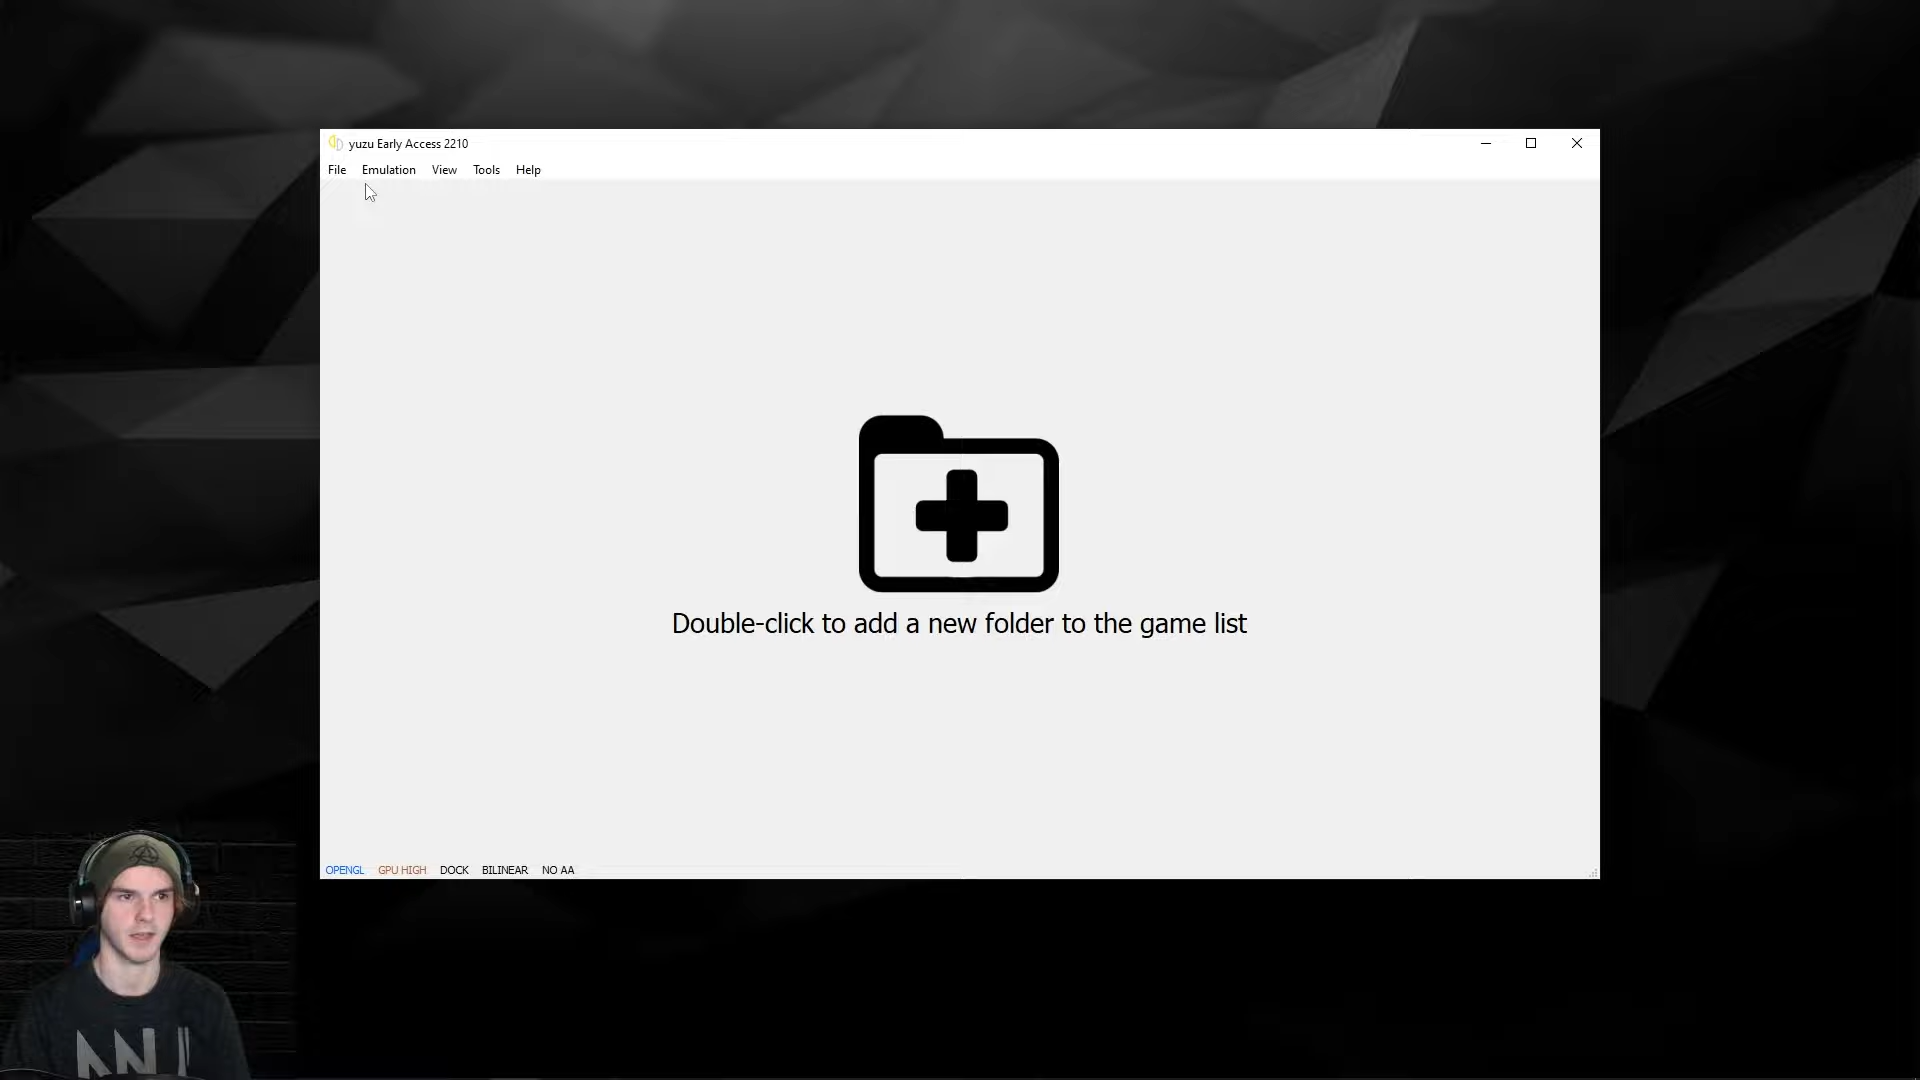 yuzu Early Access 2210
File Emulation View Tools Help
Double-click to add a new folder to the game list
OPENGL GPU HIGH DOCK BILINEAR NO AA